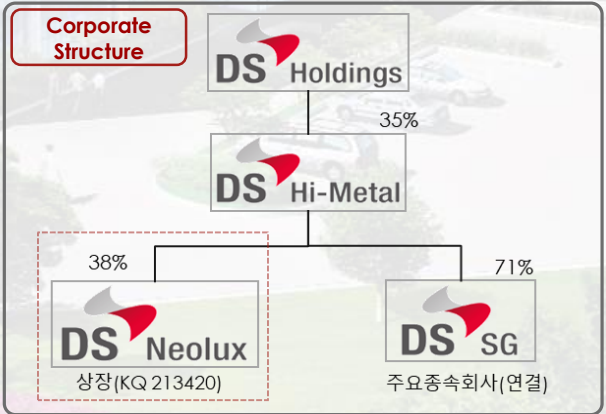 Corporate
Structure
DS Holdings
35%
DS Hi-Metal
38%
71%
DS Neolux
DS SG
상장(KQ 213420)
주요종속회사(연결)